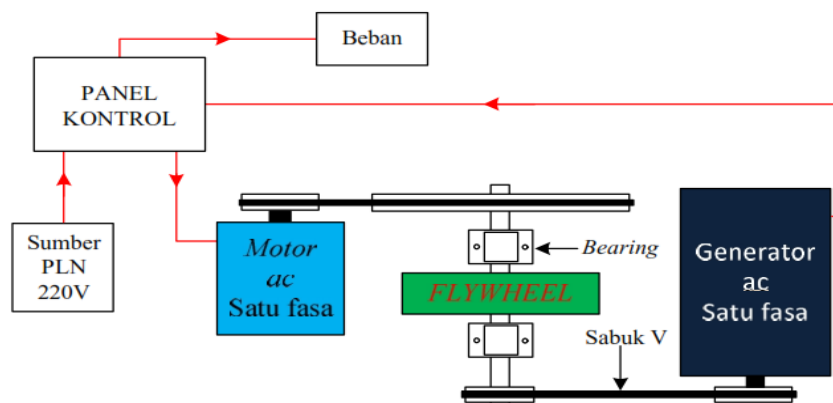 Beban
PANEL
KONTROL
Sumber
PLN
220V
Motor
ac
Satu fasa
Bearing
FLYWHEEL
Sabuk V
Generator
ac
Satu fasa